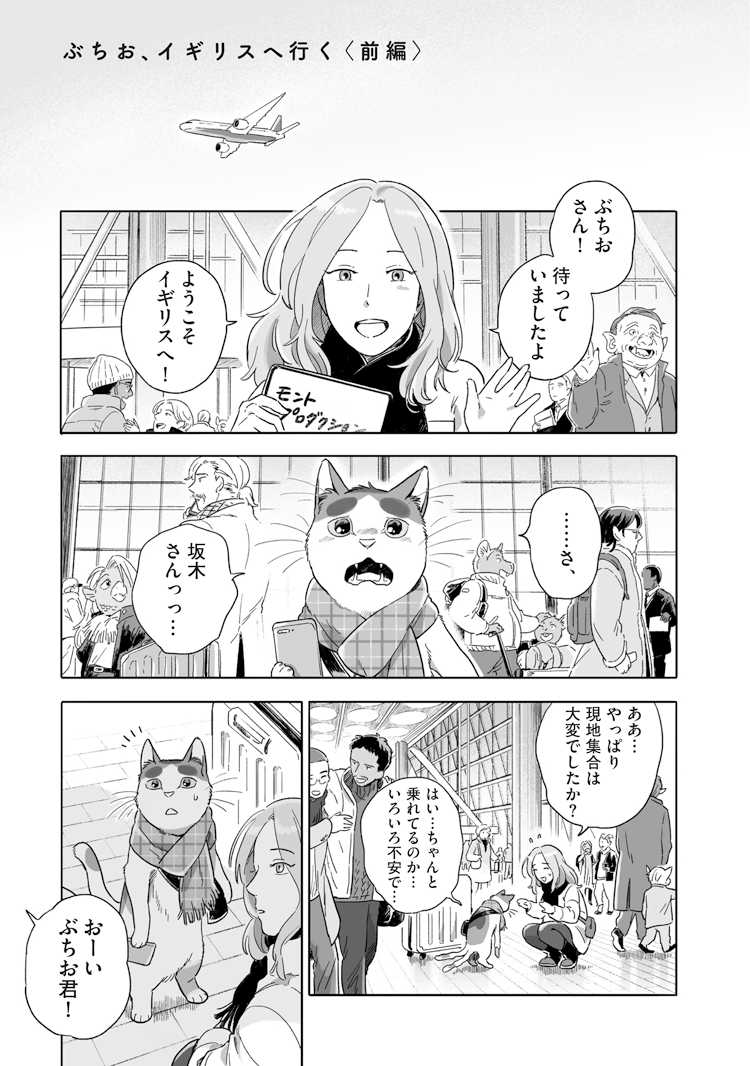 ぶちお、イギリスへ行く〈前編〉
ぶちお
さん！
待って
いましたよ
ようこそ
イギリスへ！
モント
プロダクション
……さ、
坂木
さんっっ…
ああ…
やっぱり
現地集合は
大変でしたか？
はい…ちゃんと
乗れてるのか…
いろいろ不安で…
おーい
ぶちお君！